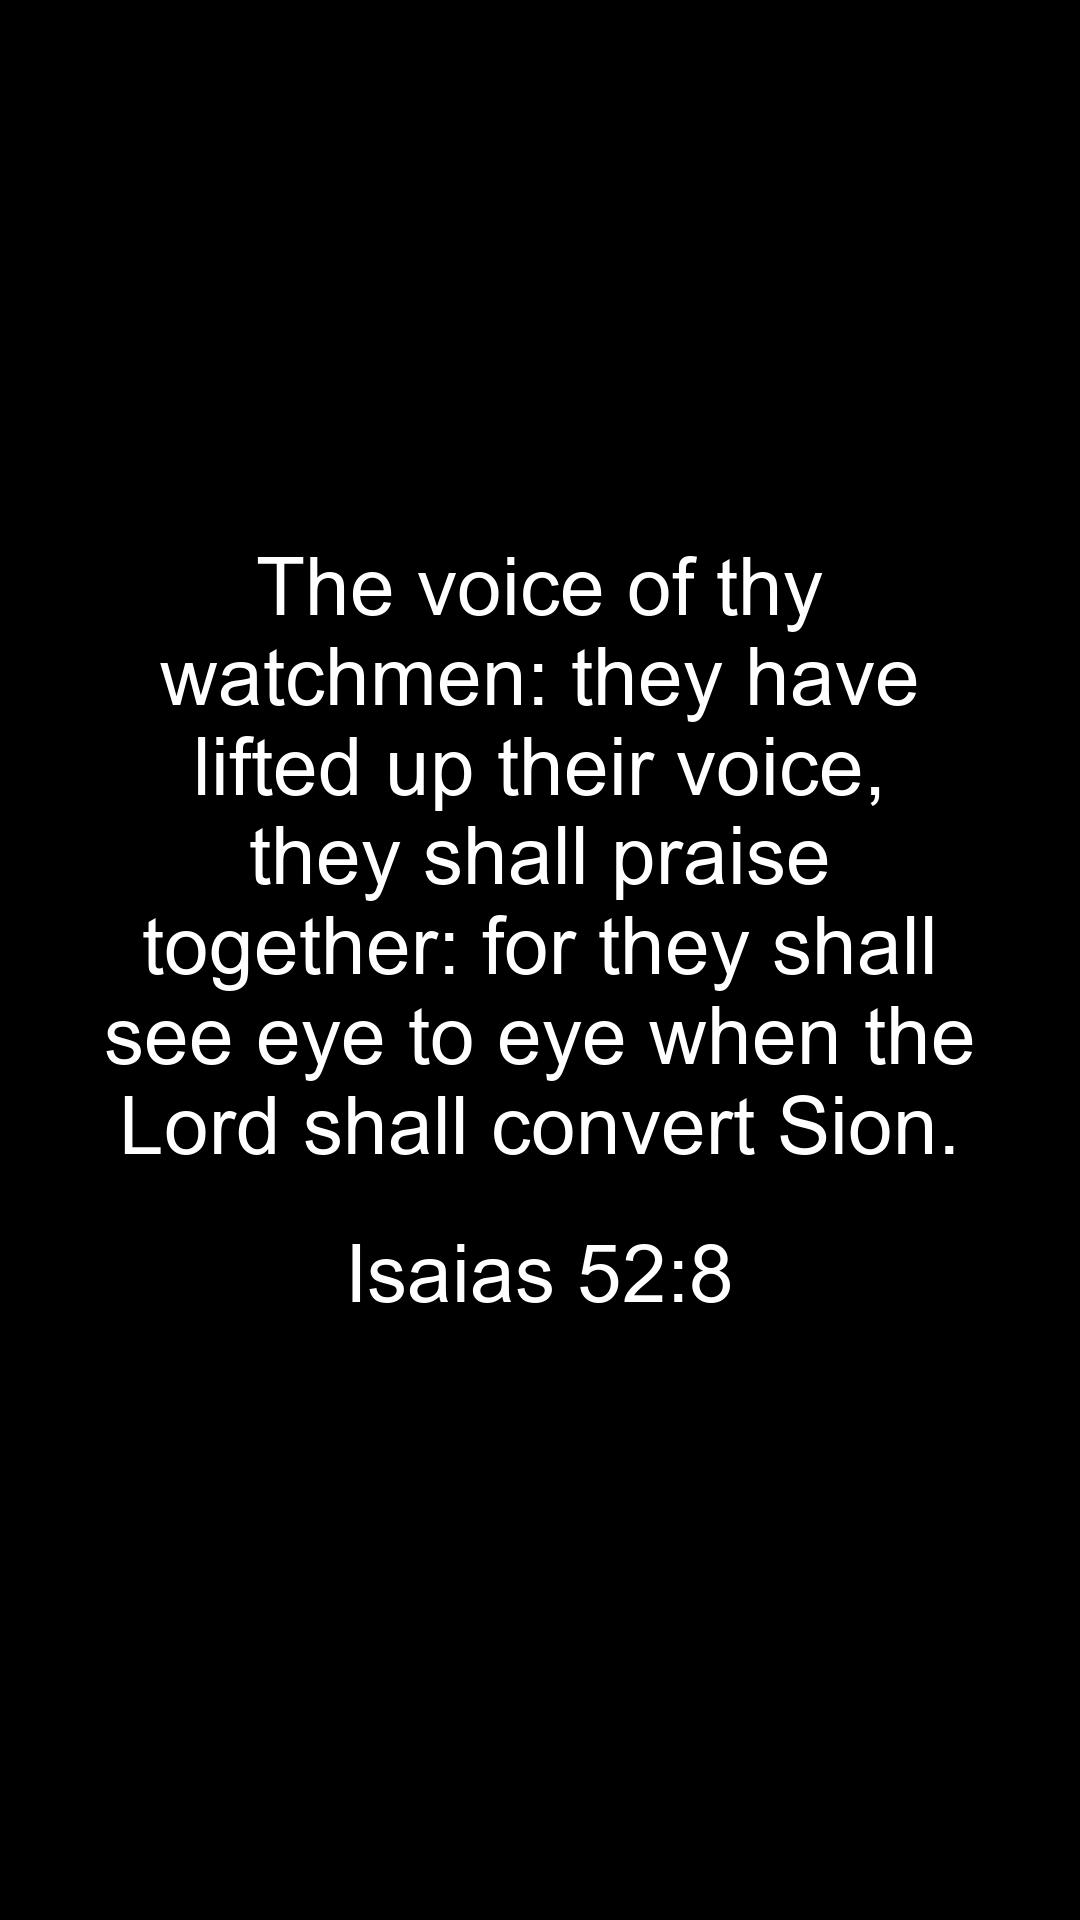 The voice of thy
watchmen: they have
lifted up their voice,
they shall praise
together: for they shall
see eye to eye when the
Lord shall convert Sion.
Isaias 52:8